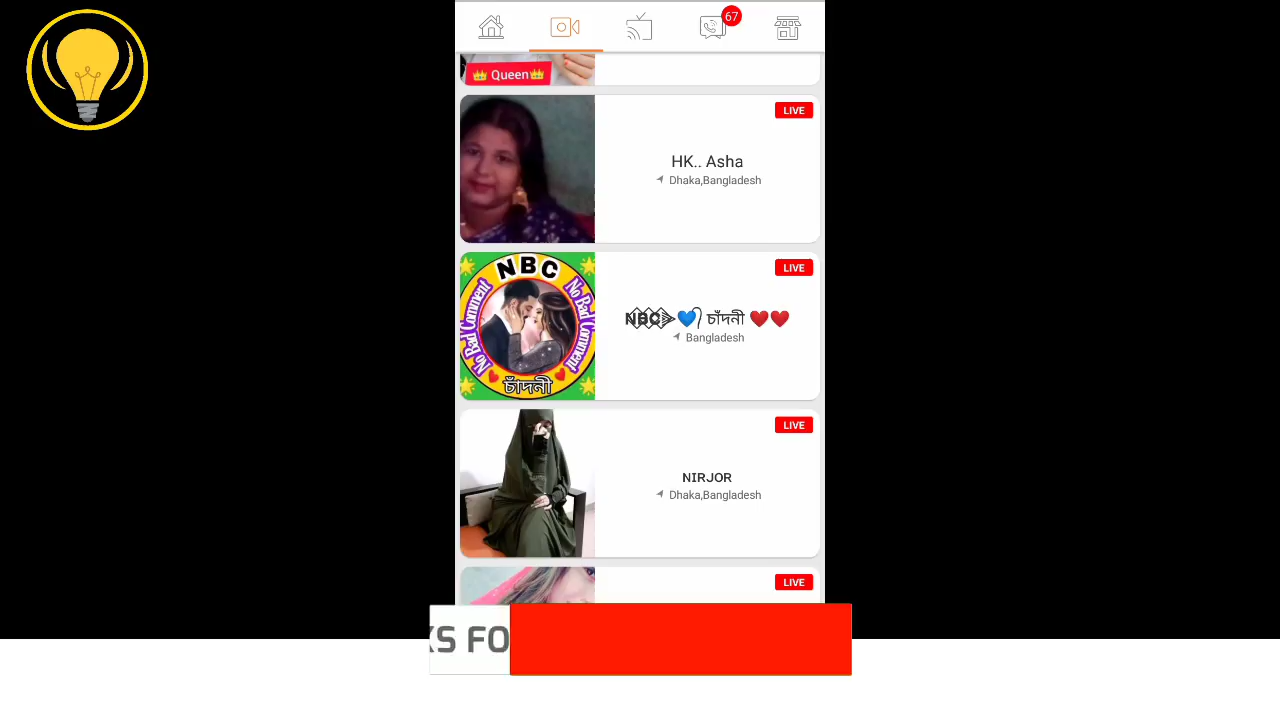 67
👑 Queen👑
LIVE
HK.. Asha
Dhaka,Bangladesh
NBC
No Bad Comment
No Bad Comment
চাঁদনী
LIVE
NBC 💙 চাঁদনী ❤️❤️
Bangladesh
LIVE
NIRJOR
Dhaka,Bangladesh
LIVE
KS FO